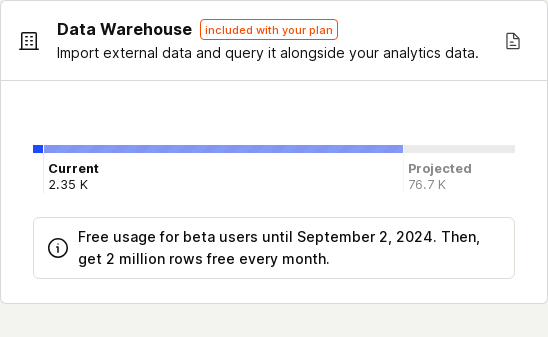 Data Warehouse included with your plan
Import external data and query it alongside your analytics data.
Current Projected
2.35 K 76.7 K
Free usage for beta users until September 2, 2024. Then,
get 2 million rows free every month.